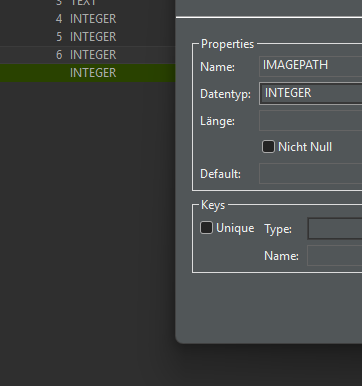 3 TEXT
4 INTEGER
5 INTEGER
6 INTEGER
INTEGER
Properties
Name: IMAGEPATH
Datentyp: INTEGER
Länge:
Nicht Null
Default:
Keys
Unique Type:
Name: